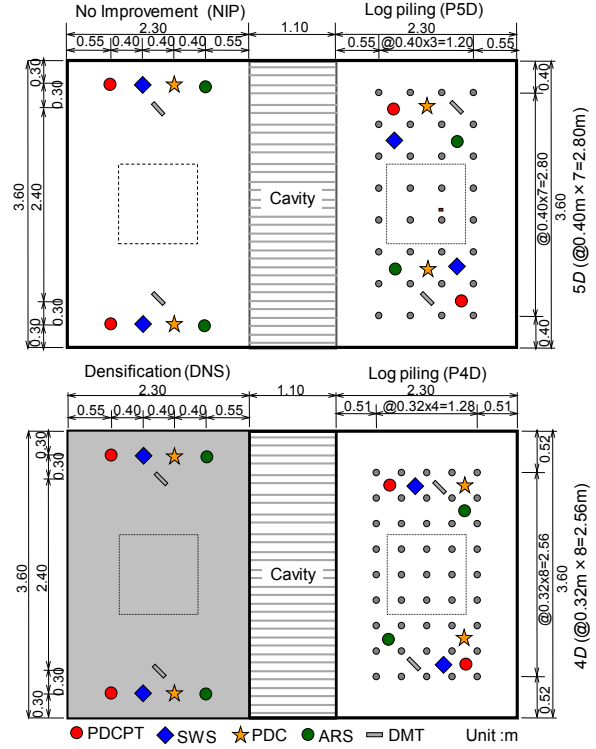 No Improvement (NIP)
Log piling (P5D)
2.30
1.10
2.30
0.55 0.40 0.40 0.40 0.55
0.55 @0.40x3=1.20 0.55
0.30
0.30
2.40
3.60
0.30
0.30
Cavity
0.40
@0.40x7=2.80
3.60
0.40
5D (@0.40m × 7=2.80m)
Densification (DNS)
Log piling (P4D)
2.30
1.10
2.30
0.55 0.40 0.40 0.40 0.55
0.51 @0.32x4=1.28 0.51
0.30
0.30
2.40
3.60
0.30
0.30
Cavity
0.52
@0.32x8=2.56
3.60
0.52
4D (@0.32m × 8=2.56m)
PDCPT SWS PDC ARS DMT Unit :m